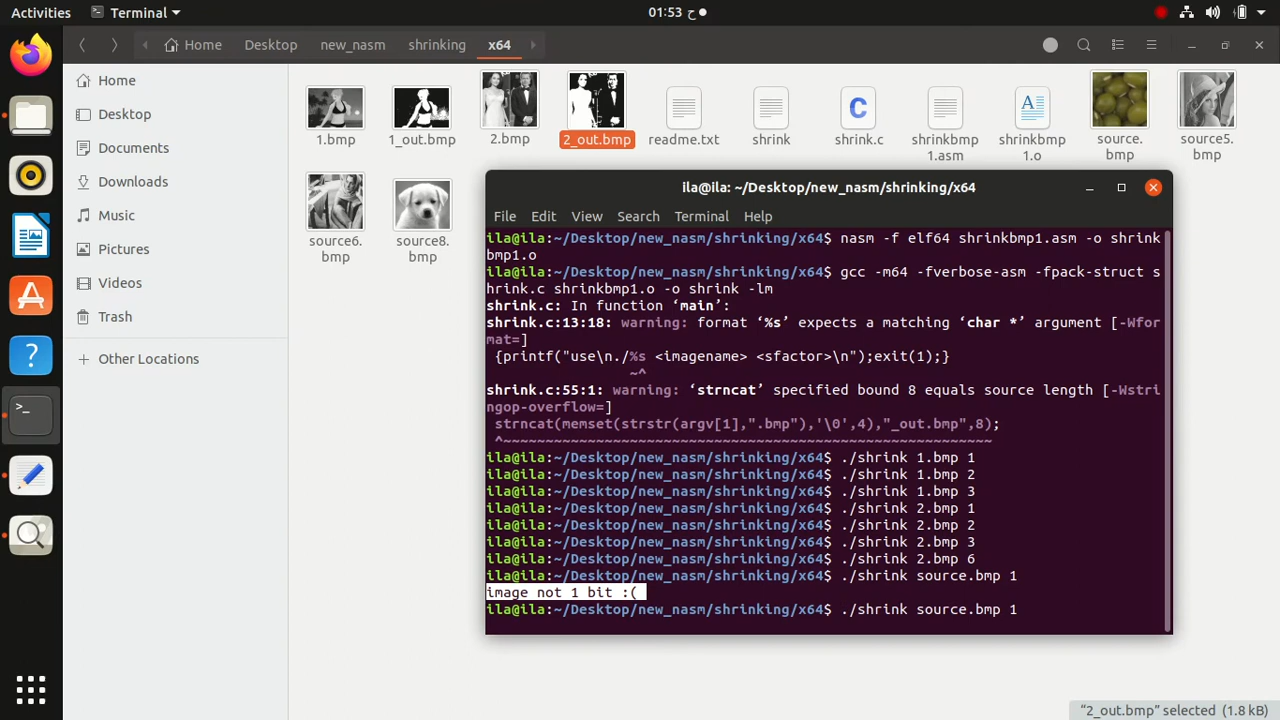 Activities
Terminal
01:53 ح
Home
Desktop
new_nasm
shrinking
x64
Home
Desktop
Documents
Downloads
Music
Pictures
Videos
Trash
Other Locations
1.bmp
1_out.bmp
2.bmp
2_out.bmp
readme.txt
shrink
shrink.c
shrinkbmp
1.asm
shrinkbmp
1.o
source.
bmp
source5.
bmp
source6.
bmp
source8.
bmp
ila@ila: ~/Desktop/new_nasm/shrinking/x64
File Edit View Search Terminal Help
ila@ila:~/Desktop/new_nasm/shrinking/x64$ nasm -f elf64 shrinkbmp1.asm -o shrink
bmp1.o
ila@ila:~/Desktop/new_nasm/shrinking/x64$ gcc -m64 -fverbose-asm -fpack-struct s
hrink.c shrinkbmp1.o -o shrink -lm
shrink.c: In function ‘main’:
shrink.c:13:18: warning: format ‘%s’ expects a matching ‘char *’ argument [-Wfor
mat=]
{printf("use\n./%s <imagename> <sfactor>\n");exit(1);}
~^
shrink.c:55:1: warning: ‘strncat’ specified bound 8 equals source length [-Wstri
ngop-overflow=]
strncat(memset(strstr(argv[1],".bmp"),'\0',4),"_out.bmp",8);
^~~~~~~~~~~~~~~~~~~~~~~~~~~~~~~~~~~~~~~~~~~~~~~~~~~~~~~~~~~
ila@ila:~/Desktop/new_nasm/shrinking/x64$ ./shrink 1.bmp 1
ila@ila:~/Desktop/new_nasm/shrinking/x64$ ./shrink 1.bmp 2
ila@ila:~/Desktop/new_nasm/shrinking/x64$ ./shrink 1.bmp 3
ila@ila:~/Desktop/new_nasm/shrinking/x64$ ./shrink 2.bmp 1
ila@ila:~/Desktop/new_nasm/shrinking/x64$ ./shrink 2.bmp 2
ila@ila:~/Desktop/new_nasm/shrinking/x64$ ./shrink 2.bmp 3
ila@ila:~/Desktop/new_nasm/shrinking/x64$ ./shrink 2.bmp 6
ila@ila:~/Desktop/new_nasm/shrinking/x64$ ./shrink source.bmp 1
image not 1 bit :(
ila@ila:~/Desktop/new_nasm/shrinking/x64$ ./shrink source.bmp 1
“2_out.bmp” selected (1.8 kB)